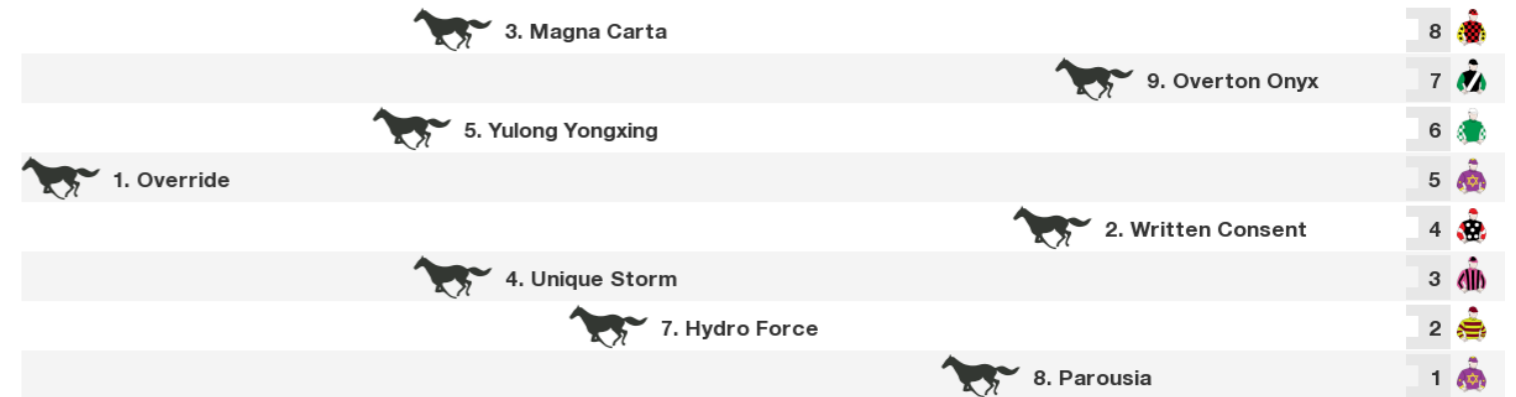 3. Magna Carta 8
9. Overton Onyx 7
5. Yulong Yongxing 6
1. Override 5
2. Written Consent 4
4. Unique Storm 3
7. Hydro Force 2
8. Parousia 1